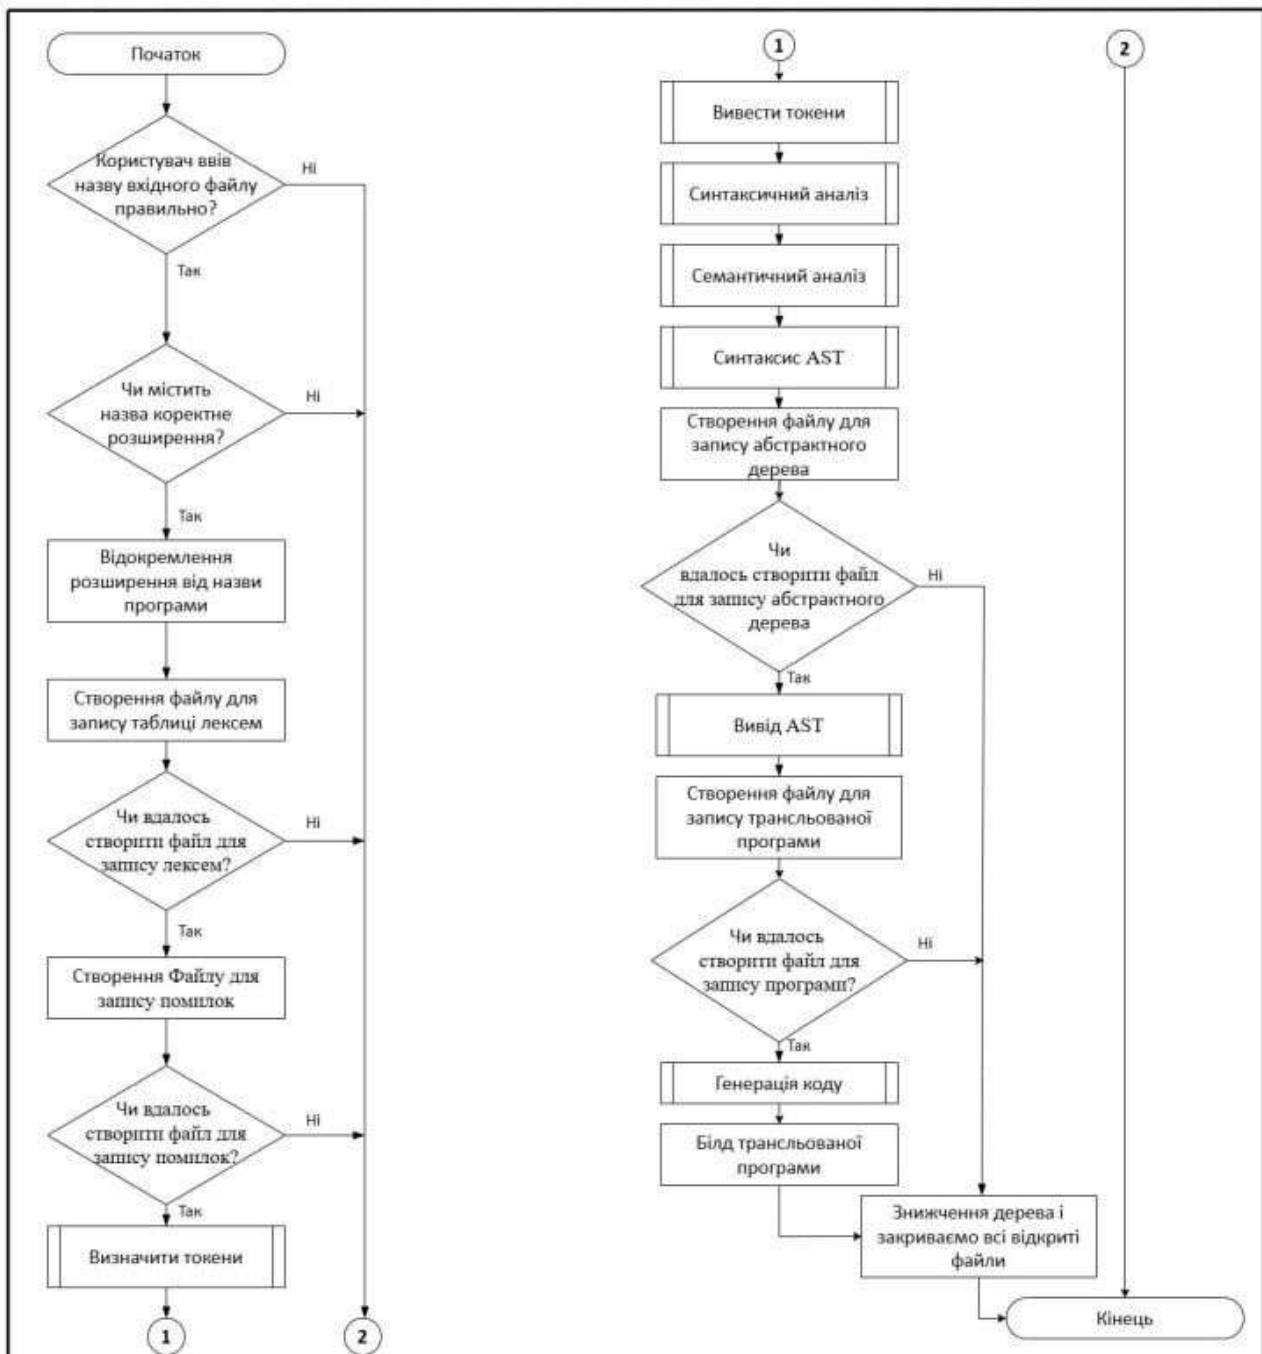 Початок
Користувач ввів
назву вхідного файлу
правильно?
Ні
Так
Чи містить
назва коректне
розширення?
Ні
Так
Відокремлення
розширення від назви
програми
Створення файлу для
запису таблиці лексем
Чи вдалось
створити файл для
запису лексем?
Ні
Так
Створення Файлу для
запису помилок
Чи вдалось
створити файл для
запису помилок?
Ні
Так
Визначити токени
1
2
1
Вивести токени
Синтаксичний аналіз
Семантичний аналіз
Синтаксис AST
Створення файлу для
запису абстрактного
дерева
Чи
вдалось створити файл
для запису абстрактного
дерева
Ні
Так
Вивід AST
Створення файлу для
запису трансльованої
програми
Чи вдалось
створити файл для
запису програми?
Ні
Так
Генерація коду
Білд трансльованої
програми
Знижчення дерева і
закриваємо всі відкриті
файли
2
Кінець